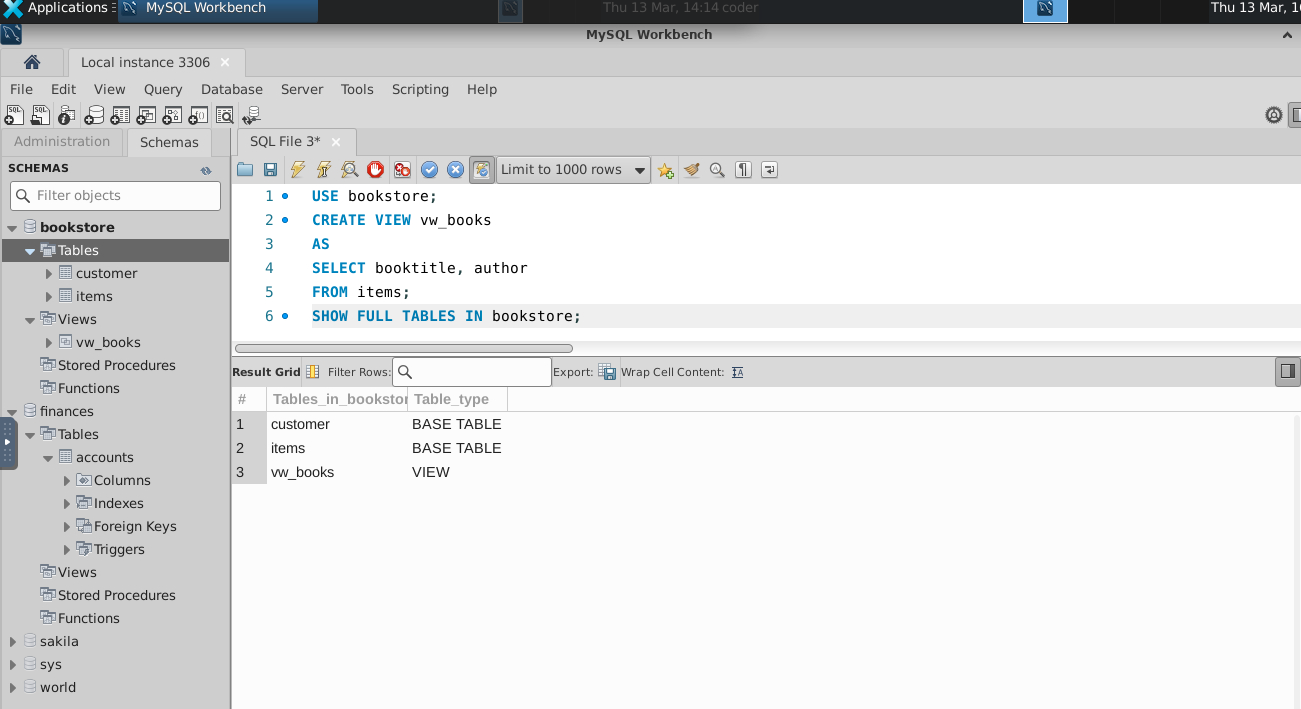 Applications MySQL Workbench Thu 13 Mar, 14:14 coder Thu 13 Mar, 1
MySQL Workbench
Local instance 3306
File Edit View Query Database Server Tools Scripting Help
Administration Schemas SQL File 3*
SCHEMAS
Limit to 1000 rows
Filter objects
bookstore
Tables
customer
items
Views
vw_books
Stored Procedures
Functions
finances
Tables
accounts
Columns
Indexes
Foreign Keys
Triggers
Views
Stored Procedures
Functions
sakila
sys
world
1 USE bookstore;
2 CREATE VIEW vw_books
3 AS
4 SELECT booktitle, author
5 FROM items;
6 SHOW FULL TABLES IN bookstore;
Result Grid Filter Rows: Export: Wrap Cell Content:
# Tables_in_bookstor Table_type
1 customer BASE TABLE
2 items BASE TABLE
3 vw_books VIEW